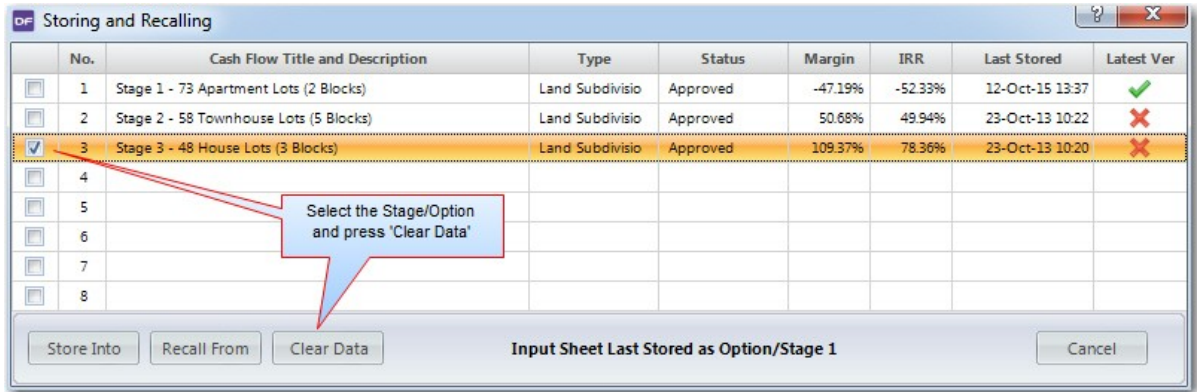 DF Storing and Recalling
? X
No. Cash Flow Title and Description Type Status Margin IRR Last Stored Latest Ver
1 Stage 1 - 73 Apartment Lots (2 Blocks) Land Subdivisio Approved -47.19% -52.33% 12-Oct-15 13:37
2 Stage 2 - 58 Townhouse Lots (5 Blocks) Land Subdivisio Approved 50.68% 49.94% 23-Oct-13 10:22
3 Stage 3 - 48 House Lots (3 Blocks) Land Subdivisio Approved 109.37% 78.36% 23-Oct-13 10:20
4
5
6
7
8
Select the Stage/Option
and press 'Clear Data'
Store Into Recall From Clear Data Input Sheet Last Stored as Option/Stage 1 Cancel